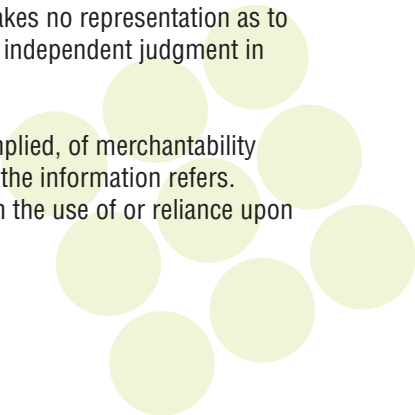 akes no representation as to
independent judgment in
nplied, of merchantability
the information refers.
n the use of or reliance upon